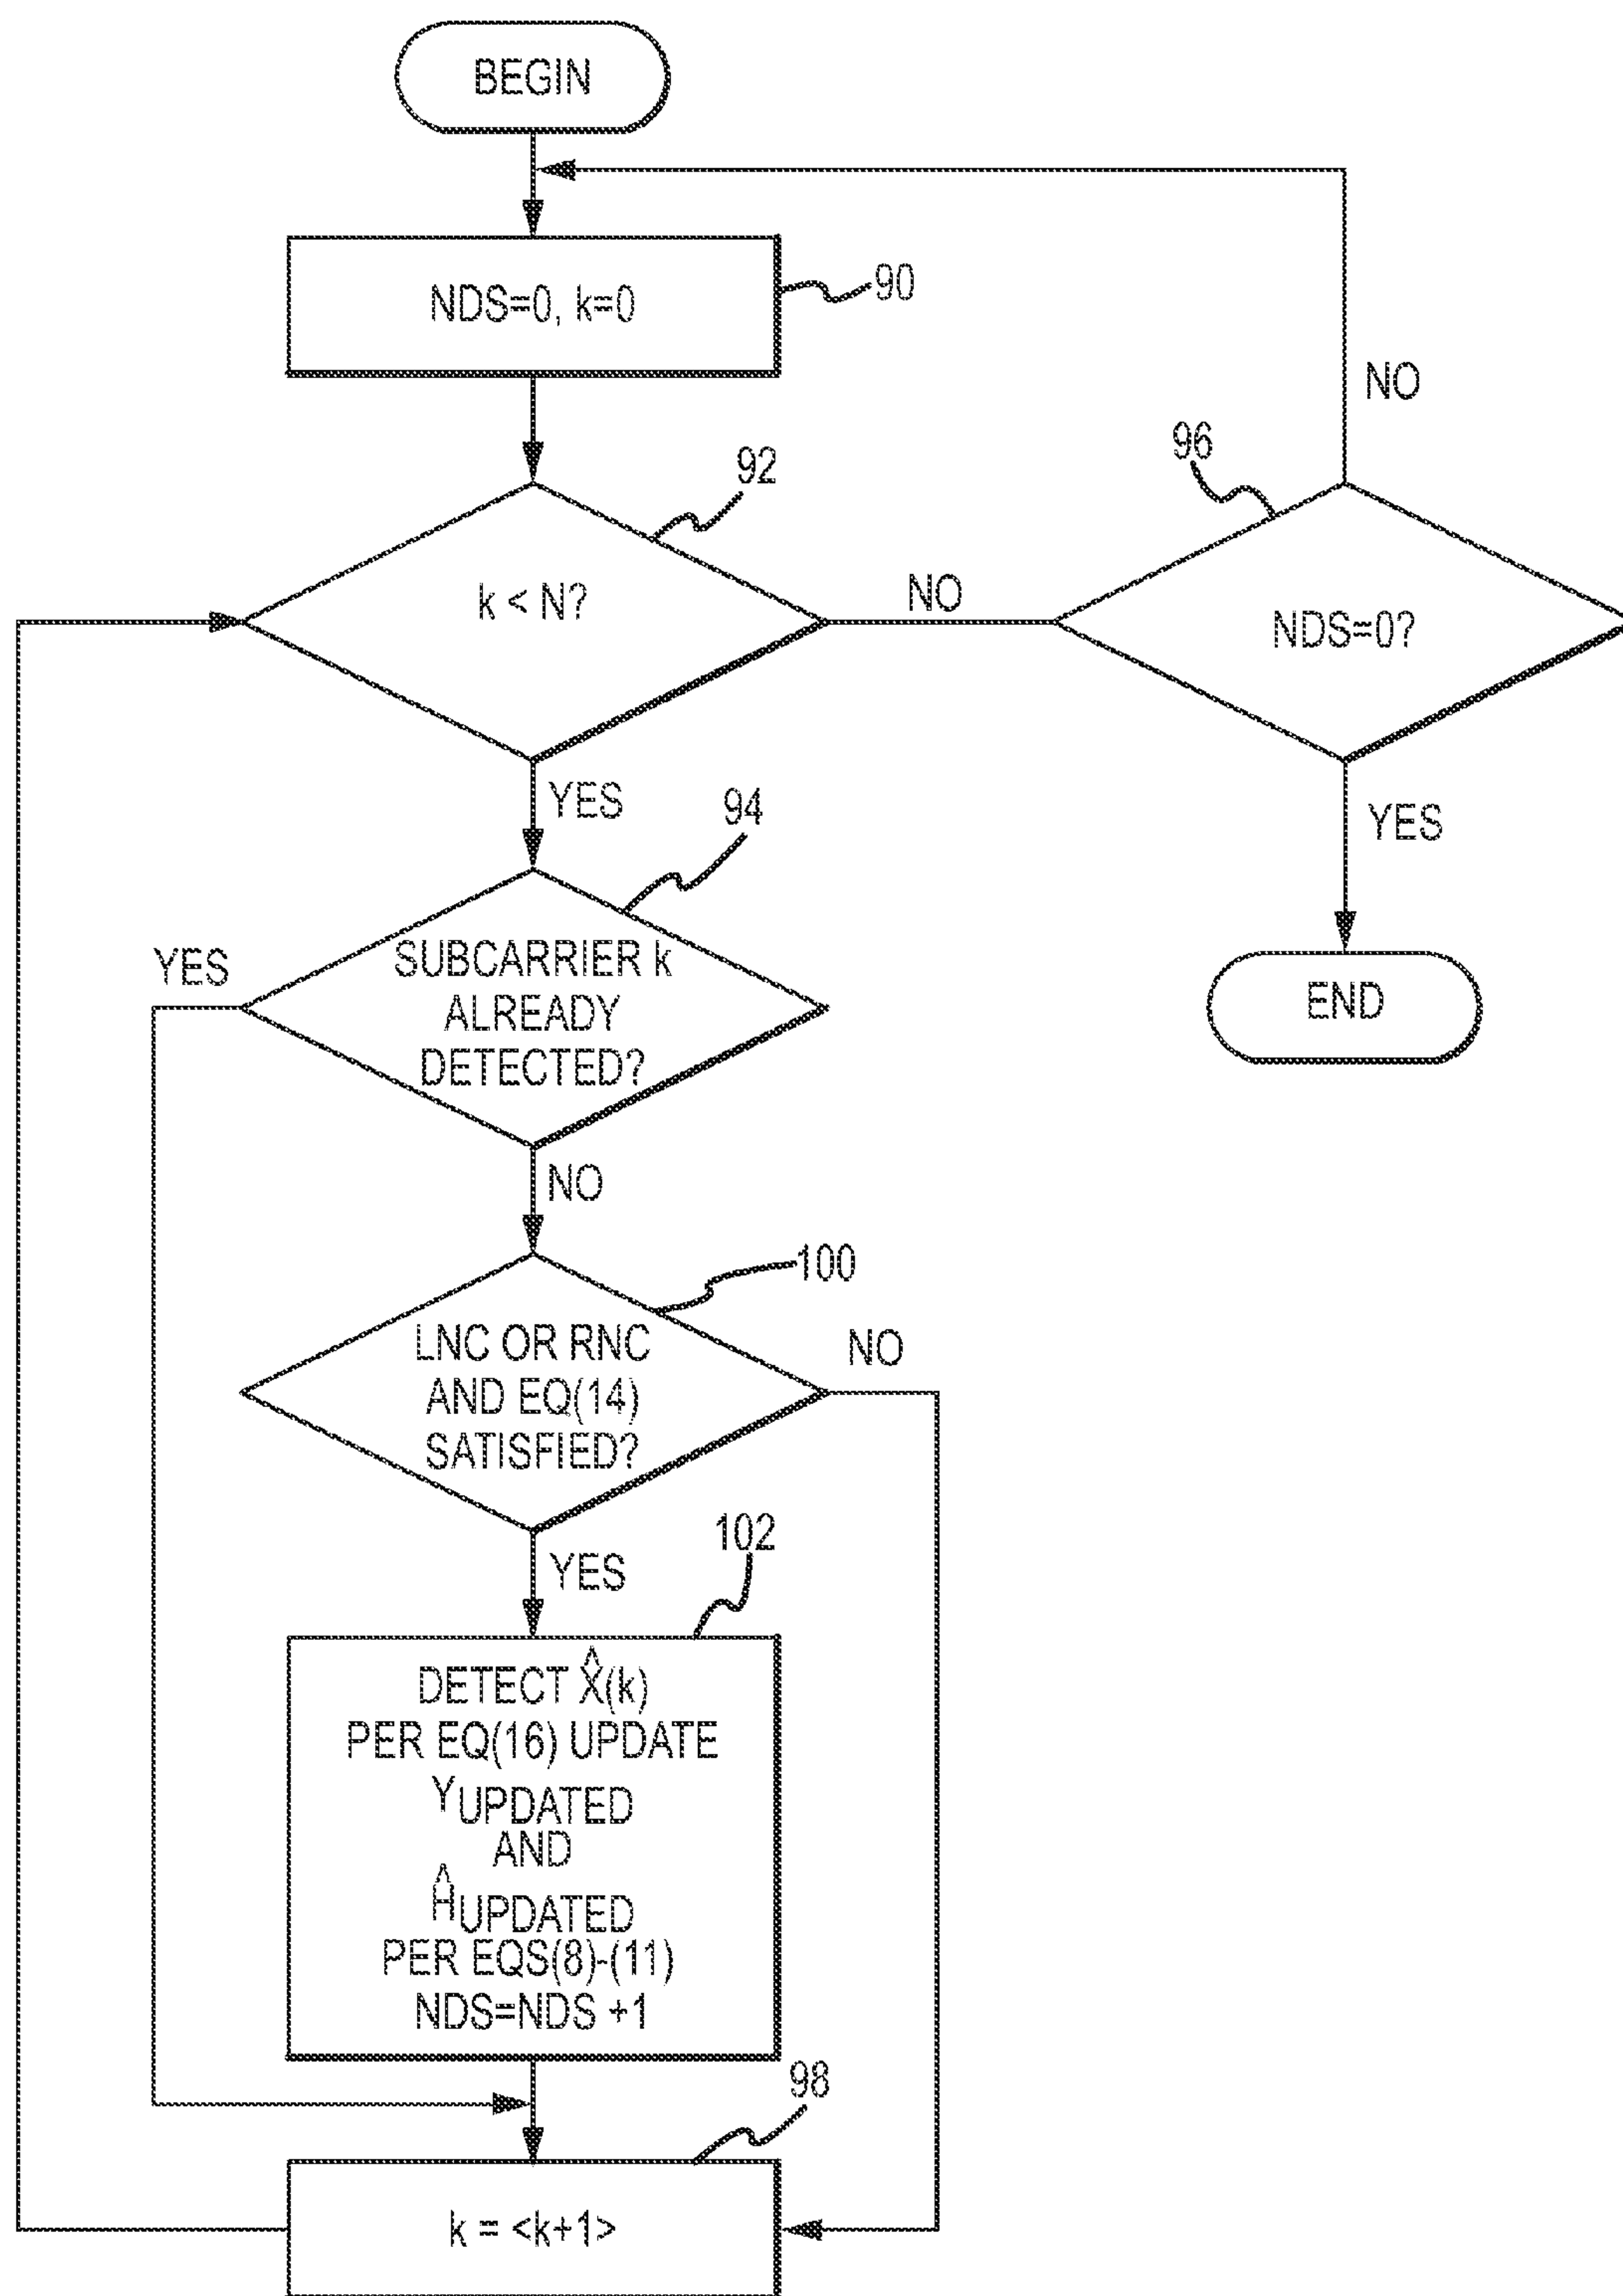 BEGIN
NDS=0, k=0
90
NO
92
96
k < N?
NO
NDS=0?
YES
94
YES
YES
SUBCARRIER k
ALREADY
DETECTED?
END
NO
100
LNC OR RNC
AND EQ(14)
SATISFIED?
NO
102
YES
DETECT X̂(k)
PER EQ(16) UPDATE
Y UPDATED
AND
Ĥ UPDATED
PER EQS(8)-(11)
NDS=NDS +1
98
k = <k+1>